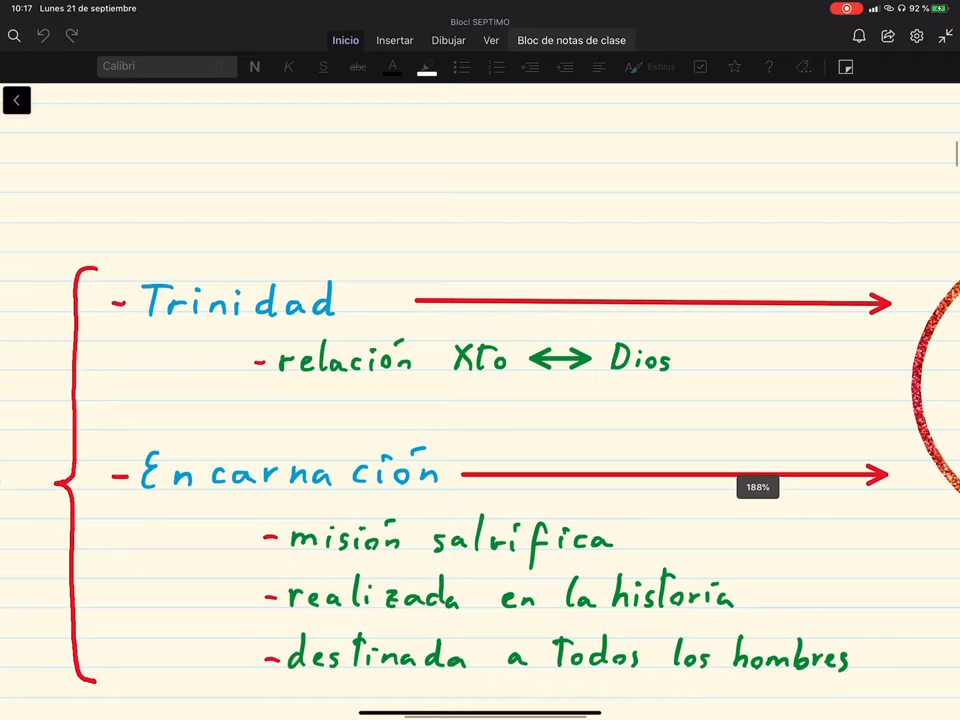 10:17 Lunes 21 de septiembre
92 %
Bloci SEPTIMO
Inicio Insertar Dibujar Ver Bloc de notas de clase
Calibri N K S abc A Estilos
- Trinidad
- relación Xto ↔ Dios
- Encarnación
188%
- misión salvífica
- realizada en la historia
- destinada a todos los hombres